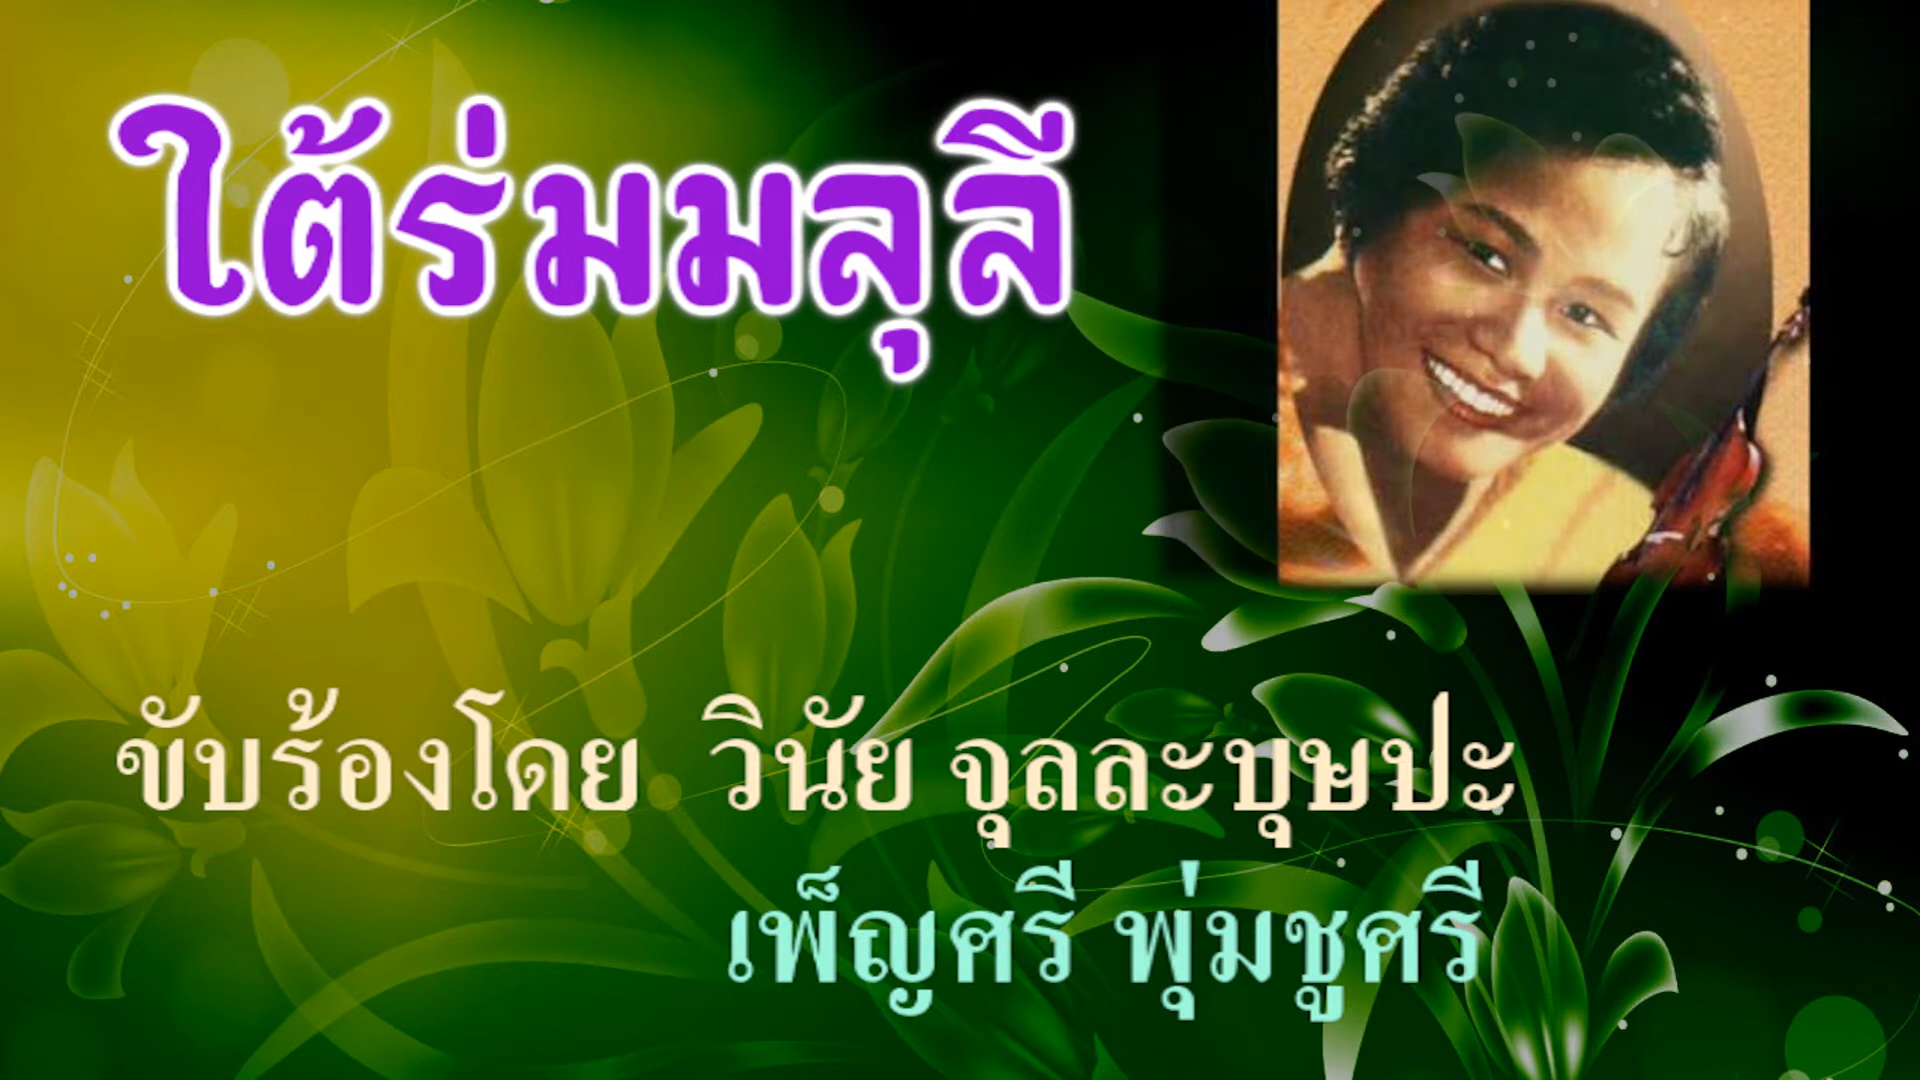 ใต้ร่มมลุลี
ขับร้องโดย วินัย จุลละบุษปะ
เพ็ญศรี พุ่มชูศรี